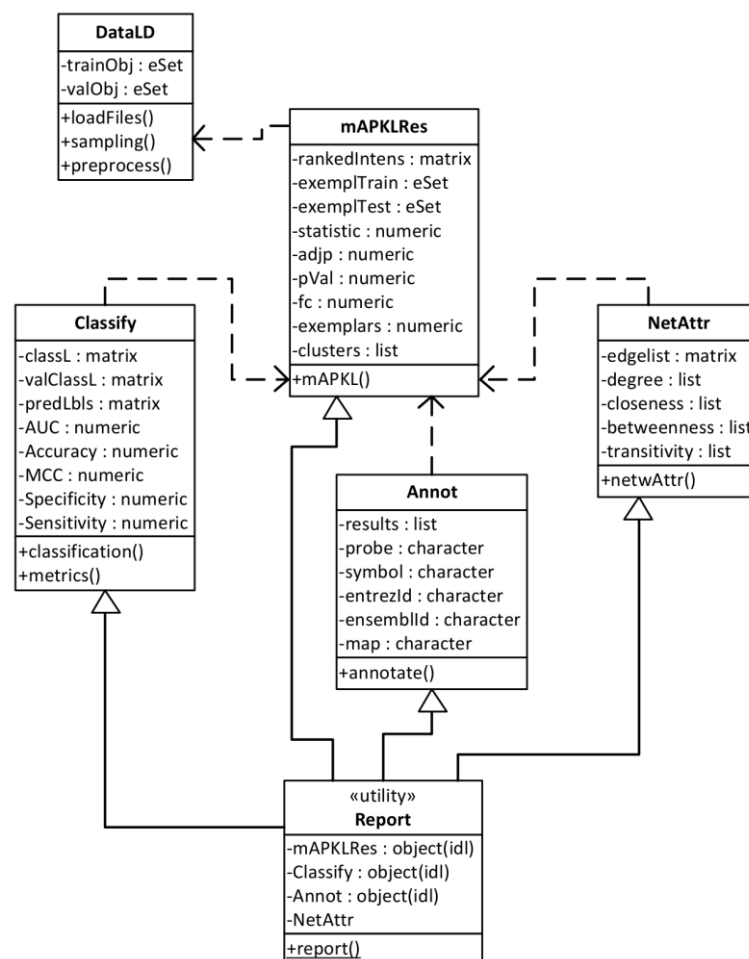 DataLD
-trainObj : eSet
-valObj : eSet
+loadFiles()
+sampling()
+preprocess()
mAPKLRes
-rankedIntens : matrix
-exemplTrain : eSet
-exemplTest : eSet
-statistic : numeric
-adjp : numeric
-pVal : numeric
-fc : numeric
-exemplars : numeric
-clusters : list
+mAPKL()
Classify
-classL : matrix
-valClassL : matrix
-predLbls : matrix
-AUC : numeric
-Accuracy : numeric
-MCC : numeric
-Specificity : numeric
-Sensitivity : numeric
+classification()
+metrics()
NetAttr
-edgelist : matrix
-degree : list
-closeness : list
-betweenness : list
-transitivity : list
+netwAttr()
Annot
-results : list
-probe : character
-symbol : character
-entrezId : character
-ensemblId : character
-map : character
+annotate()
«utility»
Report
-mAPKLRes : object(idl)
-Classify : object(idl)
-Annot : object(idl)
-NetAttr
+report()